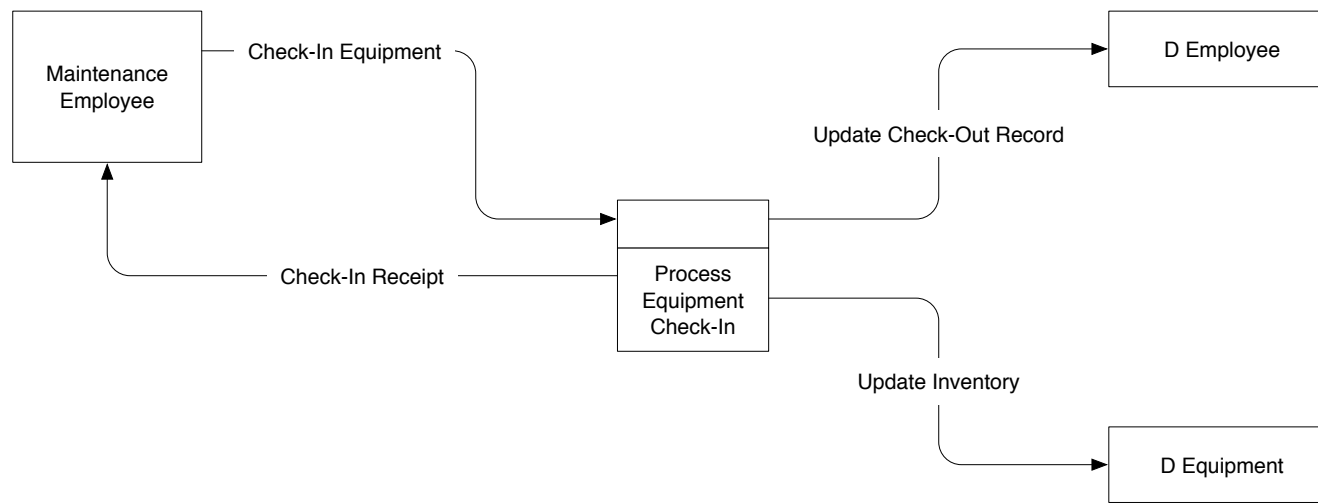 Maintenance
Employee
Check-In Equipment
D Employee
Update Check-Out Record
Check-In Receipt
Process
Equipment
Check-In
Update Inventory
D Equipment